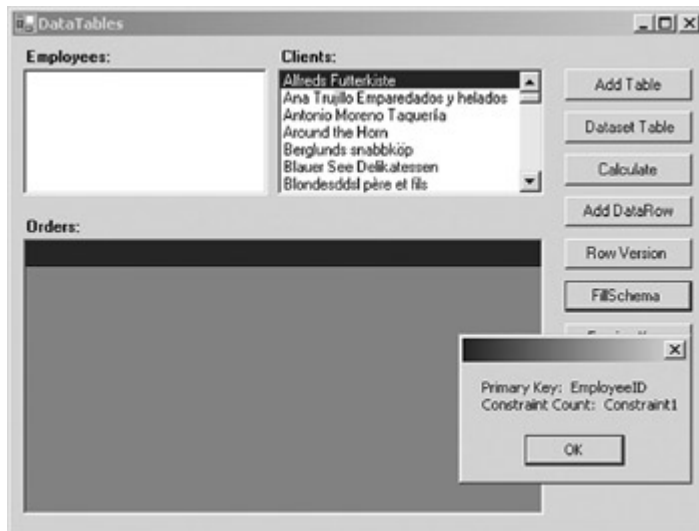 DataTables
Employees:
Clients:
Alfreds Futterkiste
Ana Trujillo Emparedados y helados
Antonio Moreno Taquería
Around the Horn
Berglunds snabbköp
Blauer See Delikatessen
Blondesddsl père et fils
Add Table
Dataset Table
Calculate
Add DataRow
Row Version
FillSchema
Orders:
Primary Key: EmployeeID
Constraint Count: Constraint1
OK